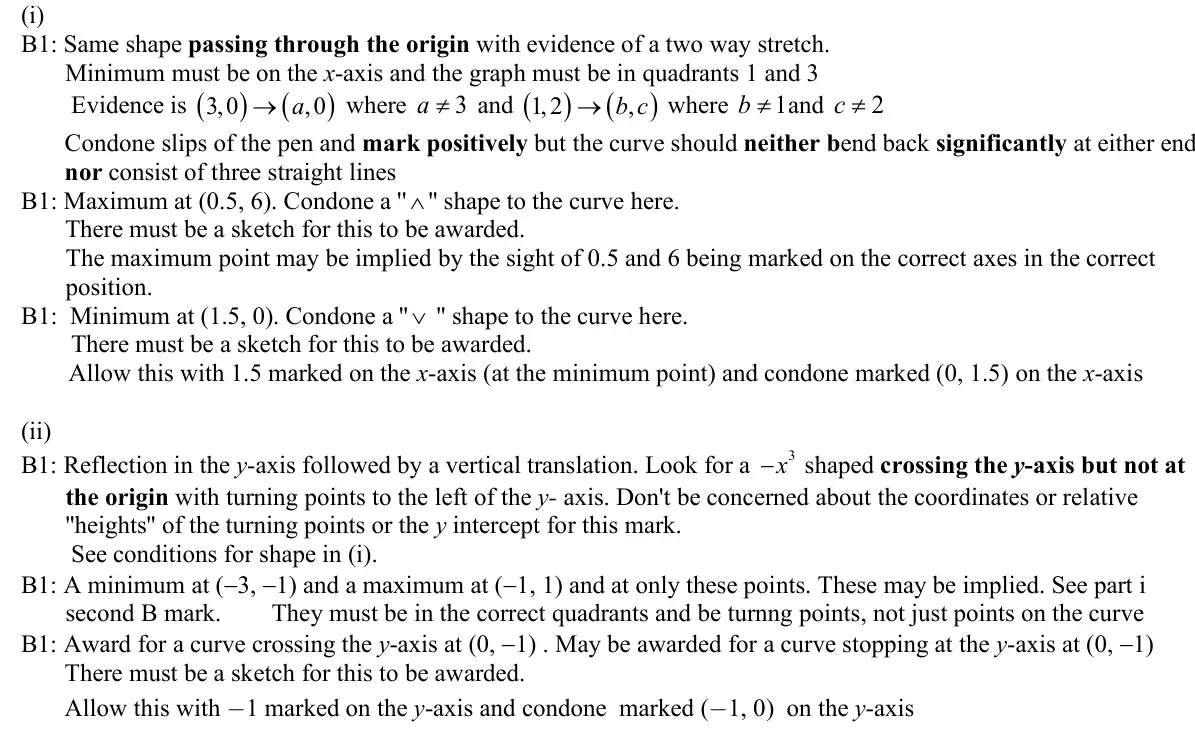 (i)
B1: Same shape passing through the origin with evidence of a two way stretch.
Minimum must be on the x-axis and the graph must be in quadrants 1 and 3
Evidence is (3,0)→(a,0) where a ≠ 3 and (1,2)→(b,c) where b ≠ 1and c ≠ 2
Condone slips of the pen and mark positively but the curve should neither bend back significantly at either end
nor consist of three straight lines
B1: Maximum at (0.5, 6). Condone a "∧" shape to the curve here.
There must be a sketch for this to be awarded.
The maximum point may be implied by the sight of 0.5 and 6 being marked on the correct axes in the correct
position.
B1: Minimum at (1.5, 0). Condone a "∨ " shape to the curve here.
There must be a sketch for this to be awarded.
Allow this with 1.5 marked on the x-axis (at the minimum point) and condone marked (0, 1.5) on the x-axis
(ii)
B1: Reflection in the y-axis followed by a vertical translation. Look for a −x³ shaped crossing the y-axis but not at
the origin with turning points to the left of the y- axis. Don't be concerned about the coordinates or relative
"heights" of the turning points or the y intercept for this mark.
See conditions for shape in (i).
B1: A minimum at (−3, −1) and a maximum at (−1, 1) and at only these points. These may be implied. See part i
second B mark. They must be in the correct quadrants and be turnng points, not just points on the curve
B1: Award for a curve crossing the y-axis at (0, −1) . May be awarded for a curve stopping at the y-axis at (0, −1)
There must be a sketch for this to be awarded.
Allow this with −1 marked on the y-axis and condone marked (−1, 0) on the y-axis